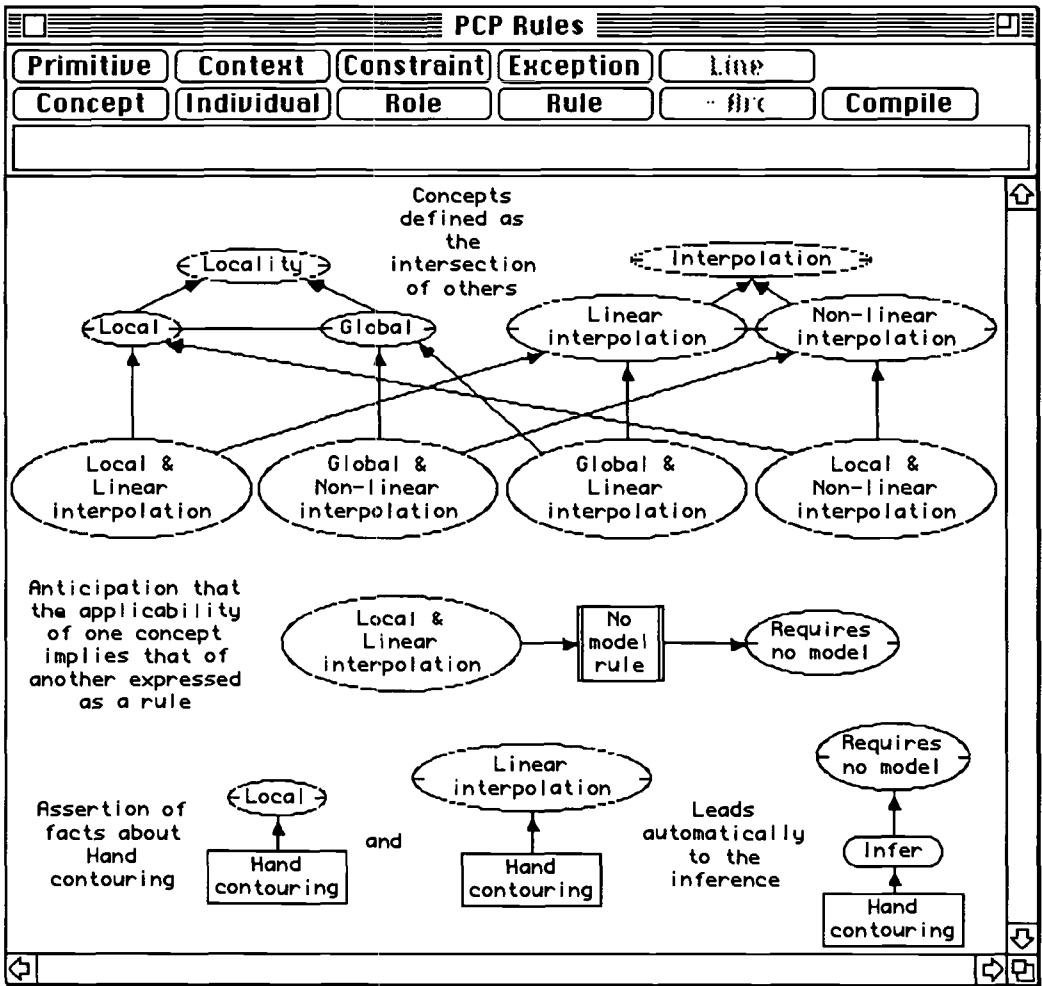 PCP Rules
Primitive Context Constraint Exception Line
Concept Individual Role Rule Arc Compile
Concepts
defined as
the
intersection
of others
Locality
Interpolation
Local
Global
Linear
interpolation
Non-linear
interpolation
Local &
Linear
interpolation
Global &
Non-linear
interpolation
Global &
Linear
interpolation
Local &
Non-linear
interpolation
Anticipation that
the applicability
of one concept
implies that of
another expressed
as a rule
Local &
Linear
interpolation
No
model
rule
Requires
no model
Assertion of
facts about
Hand
contouring
Local
Hand
contouring
and
Linear
interpolation
Hand
contouring
Leads
automatically
to the
inference
Requires
no model
Infer
Hand
contouring